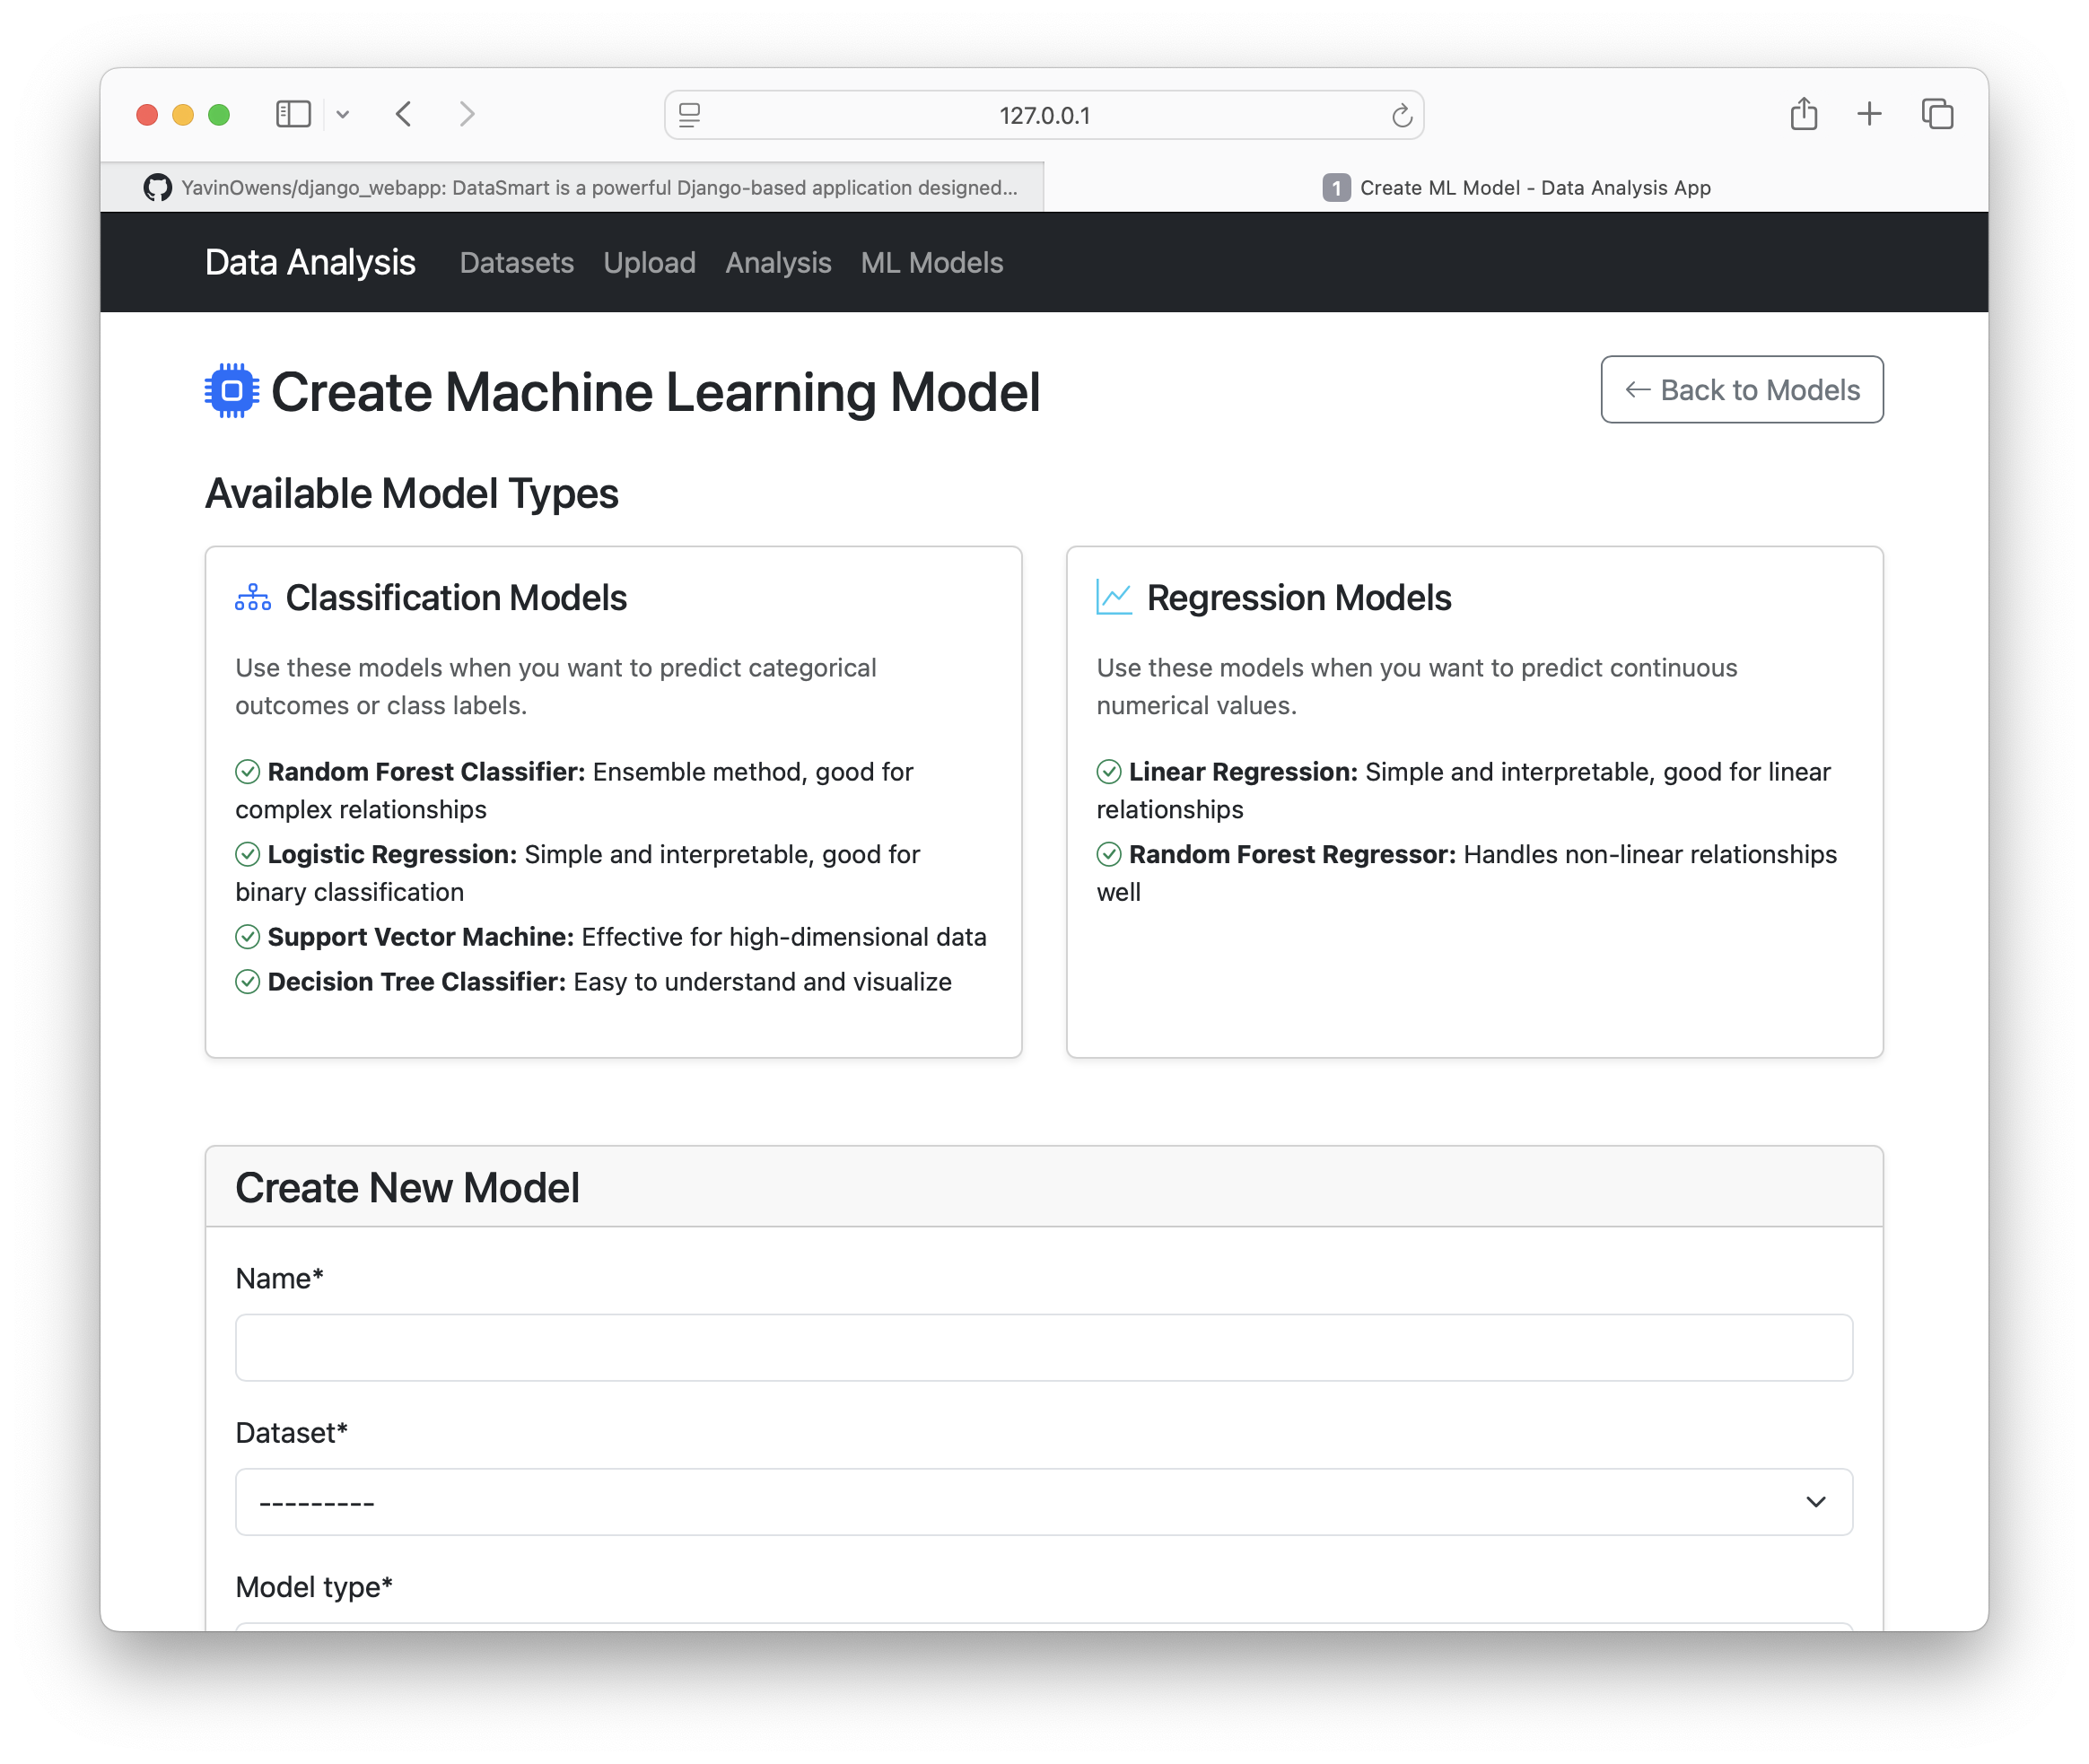 127.0.0.1
YavinOwens/django_webapp: DataSmart is a powerful Django-based application designed...
1 Create ML Model - Data Analysis App
Data Analysis Datasets Upload Analysis ML Models
Create Machine Learning Model
← Back to Models
Available Model Types
Classification Models
Use these models when you want to predict categorical
outcomes or class labels.
Random Forest Classifier: Ensemble method, good for
complex relationships
Logistic Regression: Simple and interpretable, good for
binary classification
Support Vector Machine: Effective for high-dimensional data
Decision Tree Classifier: Easy to understand and visualize
Regression Models
Use these models when you want to predict continuous
numerical values.
Linear Regression: Simple and interpretable, good for linear
relationships
Random Forest Regressor: Handles non-linear relationships
well
Create New Model
Name*
Dataset*
---------
Model type*